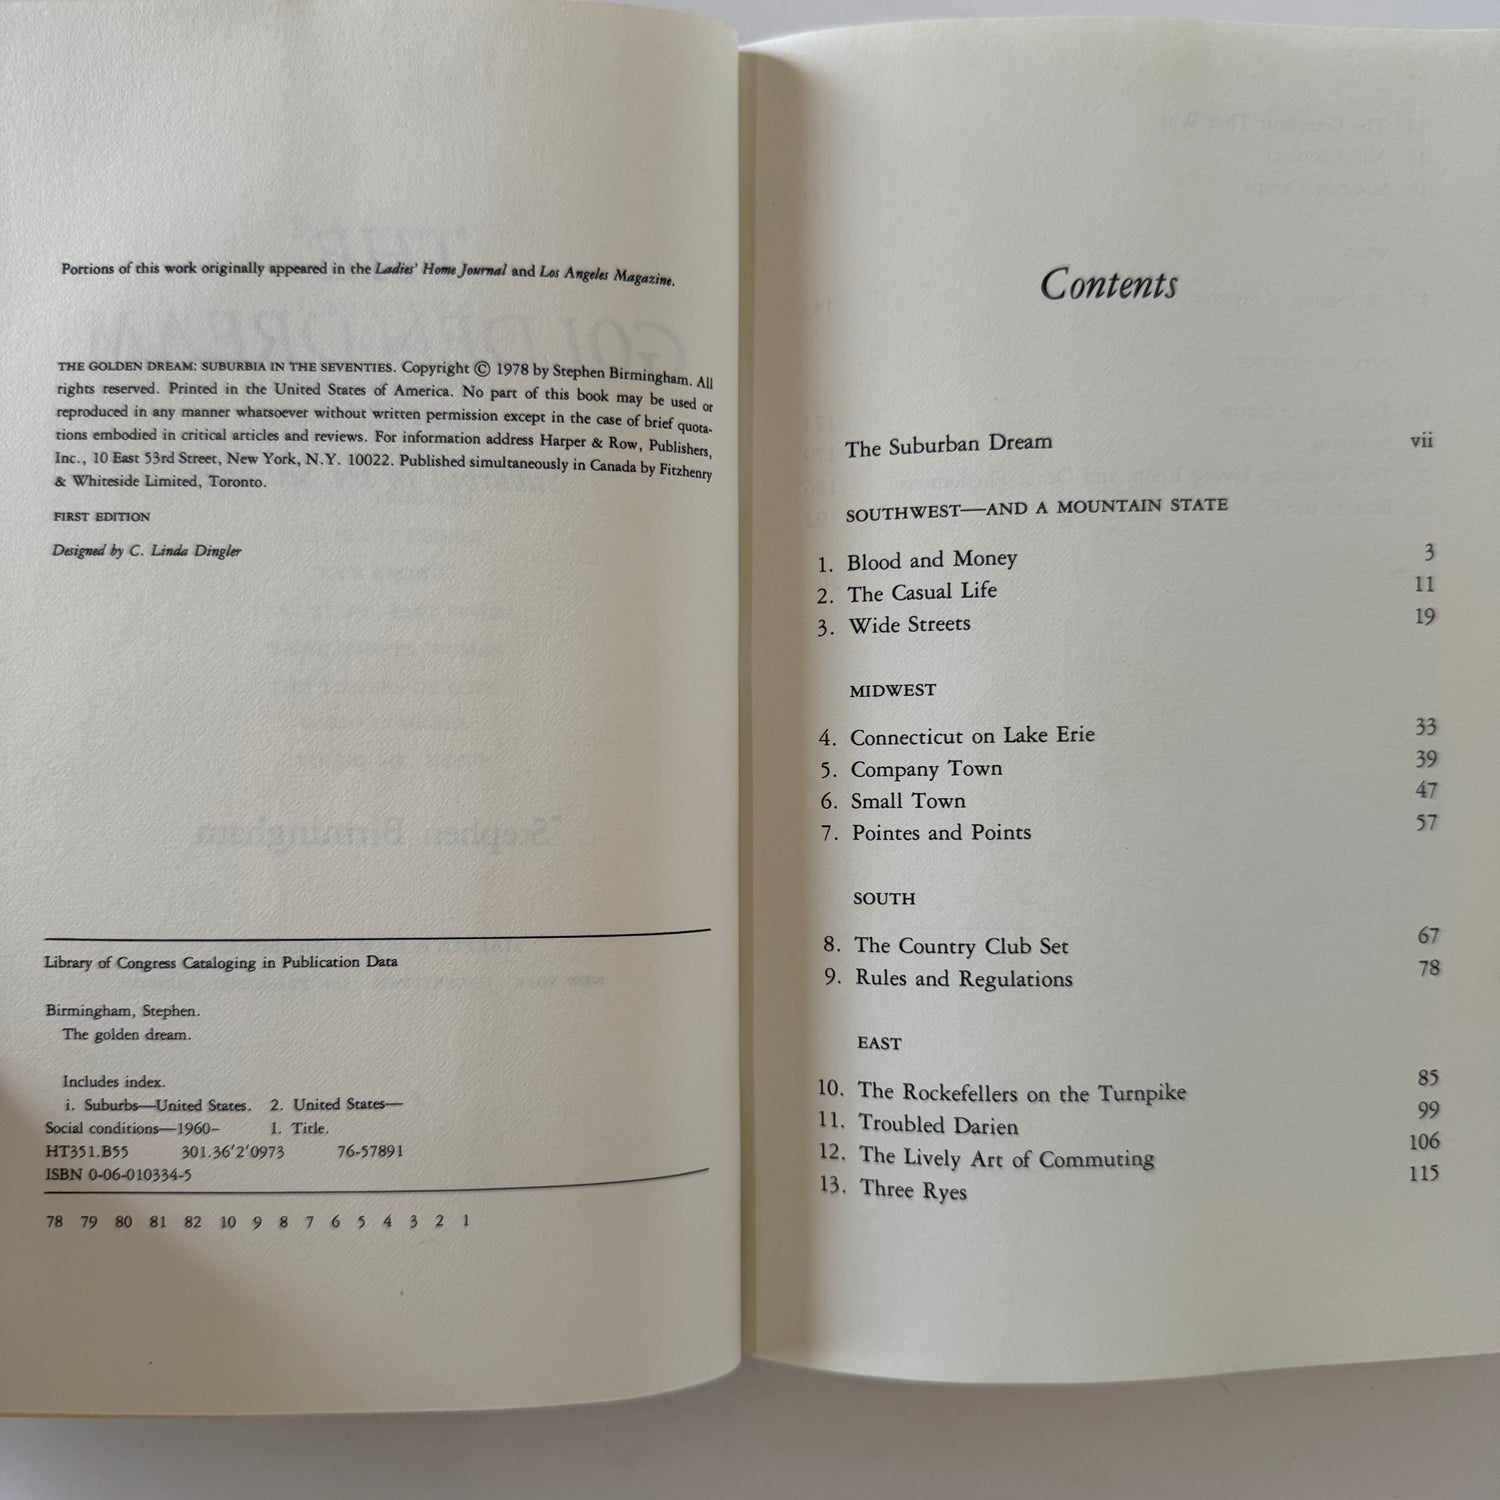 Portions of this work originally appeared in the Ladies' Home Journal and Los Angeles Magazine.
THE GOLDEN DREAM: SUBURBIA IN THE SEVENTIES. Copyright © 1978 by Stephen Birmingham. All
rights reserved. Printed in the United States of America. No part of this book may be used or
reproduced in any manner whatsoever without written permission except in the case of brief quota-
tions embodied in critical articles and reviews. For information address Harper & Row, Publishers,
Inc., 10 East 53rd Street, New York, N.Y. 10022. Published simultaneously in Canada by Fitzhenry
& Whiteside Limited, Toronto.
FIRST EDITION
Designed by C. Linda Dingler
Library of Congress Cataloging in Publication Data
Birmingham, Stephen.
The golden dream.
Includes index.
1. Suburbs—United States. 2. United States—
Social conditions—1960– I. Title.
HT351.B55 301.36'2'0973 76-57891
ISBN 0-06-010334-5
78 79 80 81 82 10 9 8 7 6 5 4 3 2 1
Contents
The Suburban Dream vii
SOUTHWEST—AND A MOUNTAIN STATE
1. Blood and Money 3
2. The Casual Life 11
3. Wide Streets 19
MIDWEST
4. Connecticut on Lake Erie 33
5. Company Town 39
6. Small Town 47
7. Pointes and Points 57
SOUTH
8. The Country Club Set 67
9. Rules and Regulations 78
EAST
10. The Rockefellers on the Turnpike 85
11. Troubled Darien 99
12. The Lively Art of Commuting 106
13. Three Ryes 115